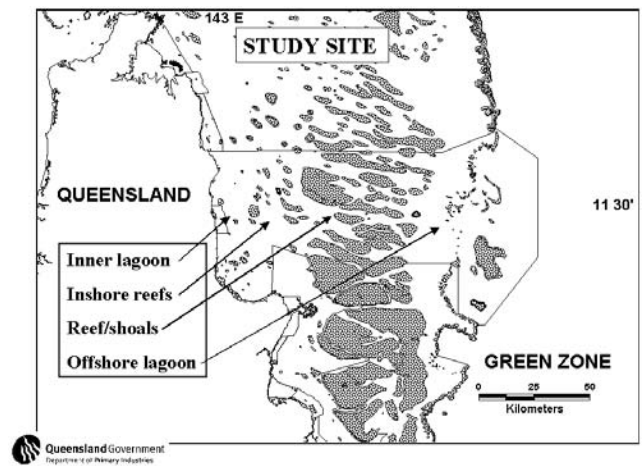 143 E
STUDY SITE
QUEENSLAND
11 30'
Inner lagoon
Inshore reefs
Reef/shoals
Offshore lagoon
GREEN ZONE
0 25 50
Kilometers
Queensland Government
Department of Primary Industries